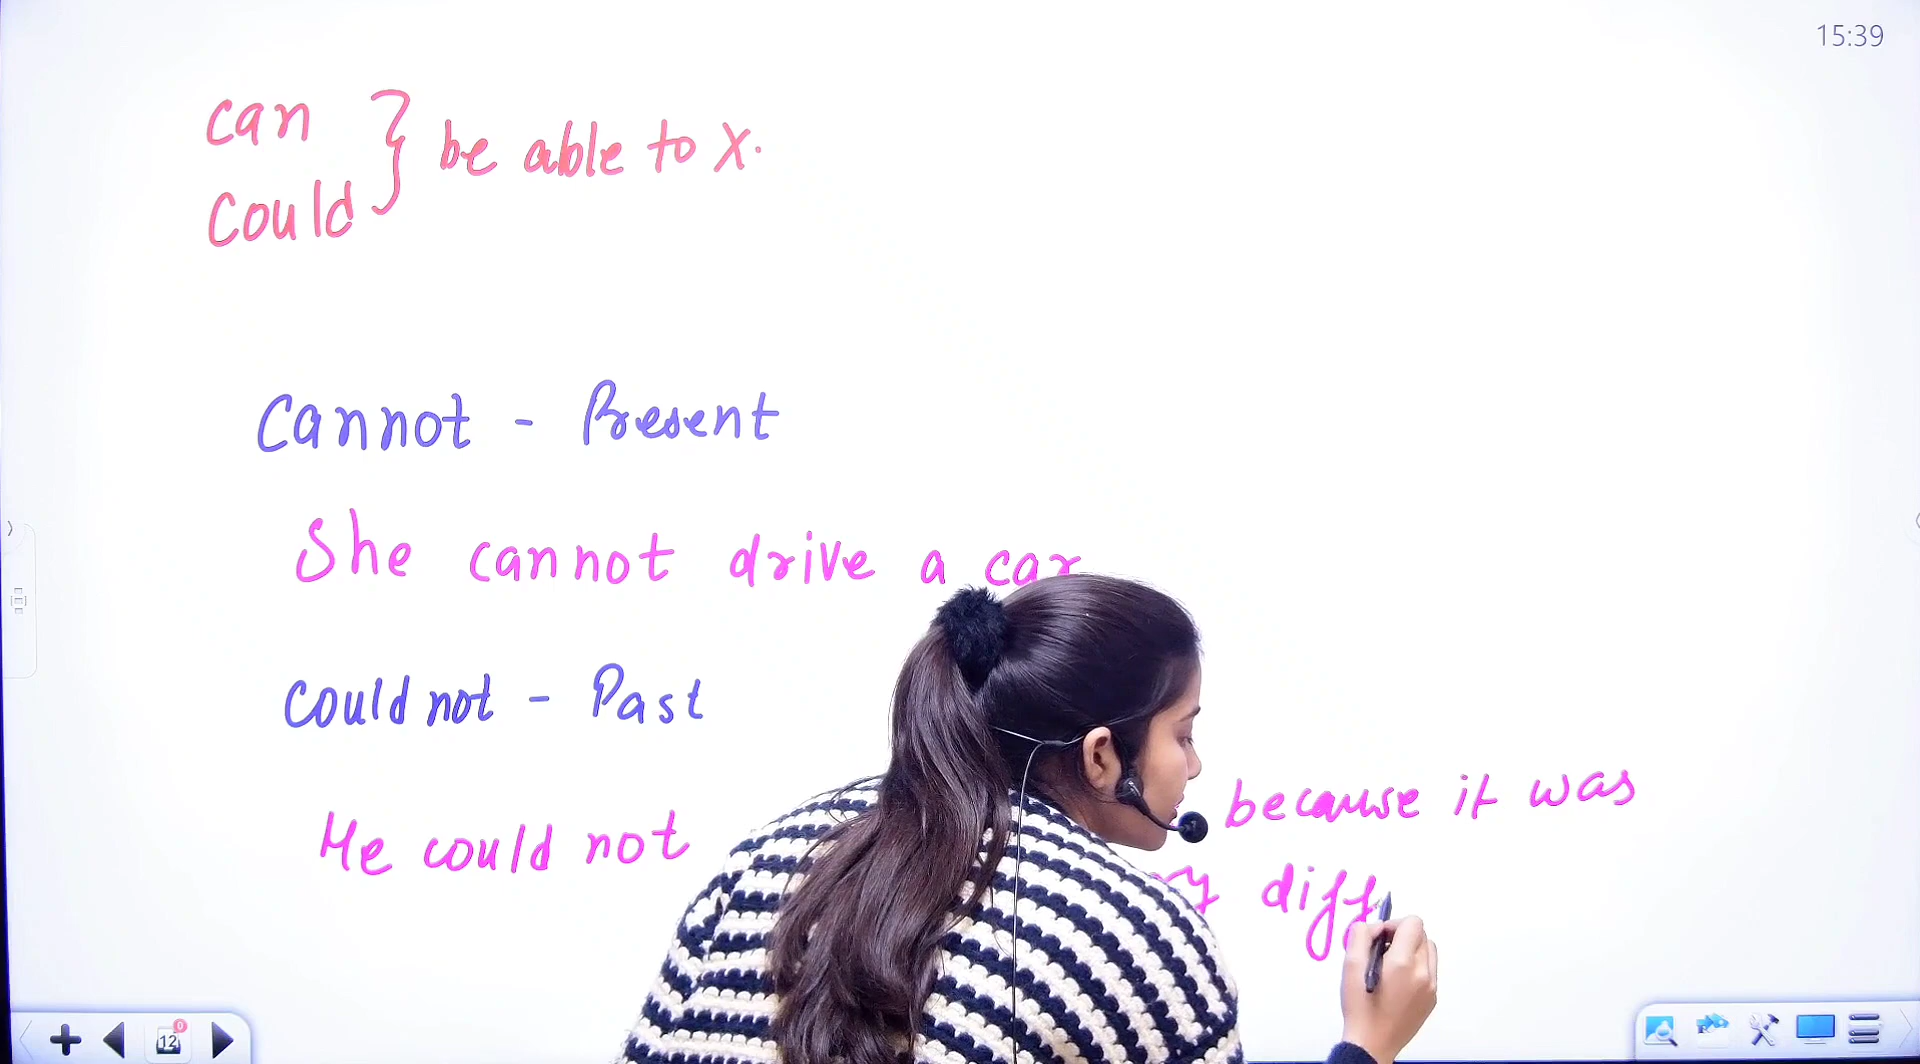 15:39
can
Could
be able to X.
Cannot - Present
She cannot drive a car
Could not - Past
He could not
because it was
diff
12
0